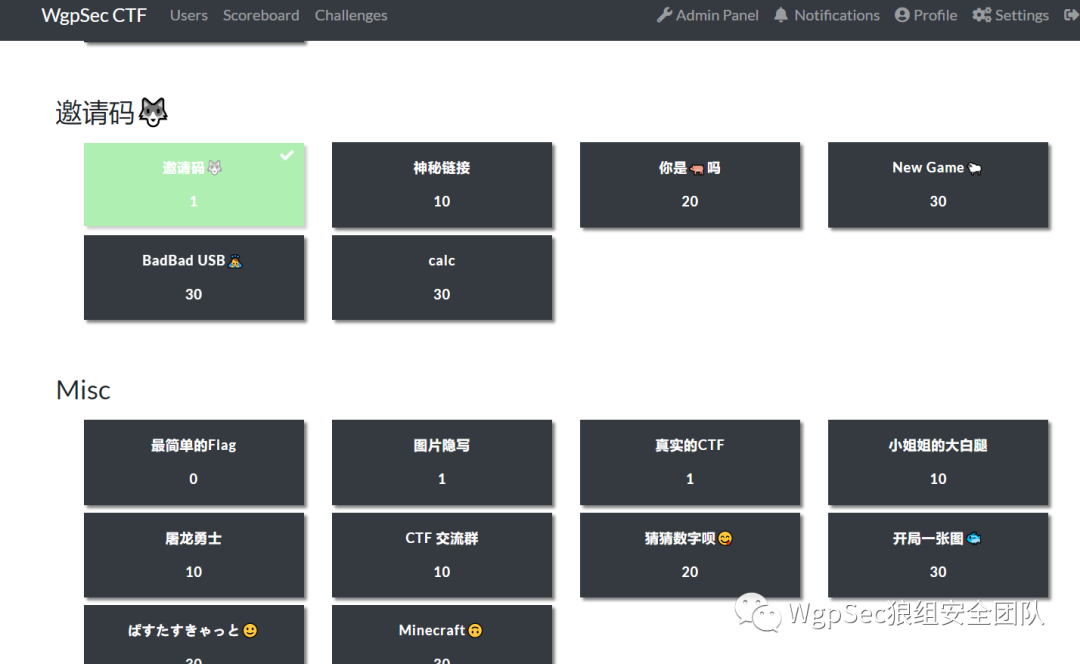 WgpSec CTF Users Scoreboard Challenges Admin Panel Notifications Profile Settings
邀请码🐺
邀请码🐺 神秘链接 你是🐖吗 New Game 🐑
1 10 20 30
BadBad USB🙇 calc
30 30
Misc
最简单的Flag 图片隐写 真实的CTF 小姐姐的大白腿
0 1 1 10
屠龙勇士 CTF 交流群 猜猜数字呗😋 开局一张图🐟
10 10 20 30
ぱすたすきゃっと🙂 Minecraft🙃
WgpSec狼组安全团队